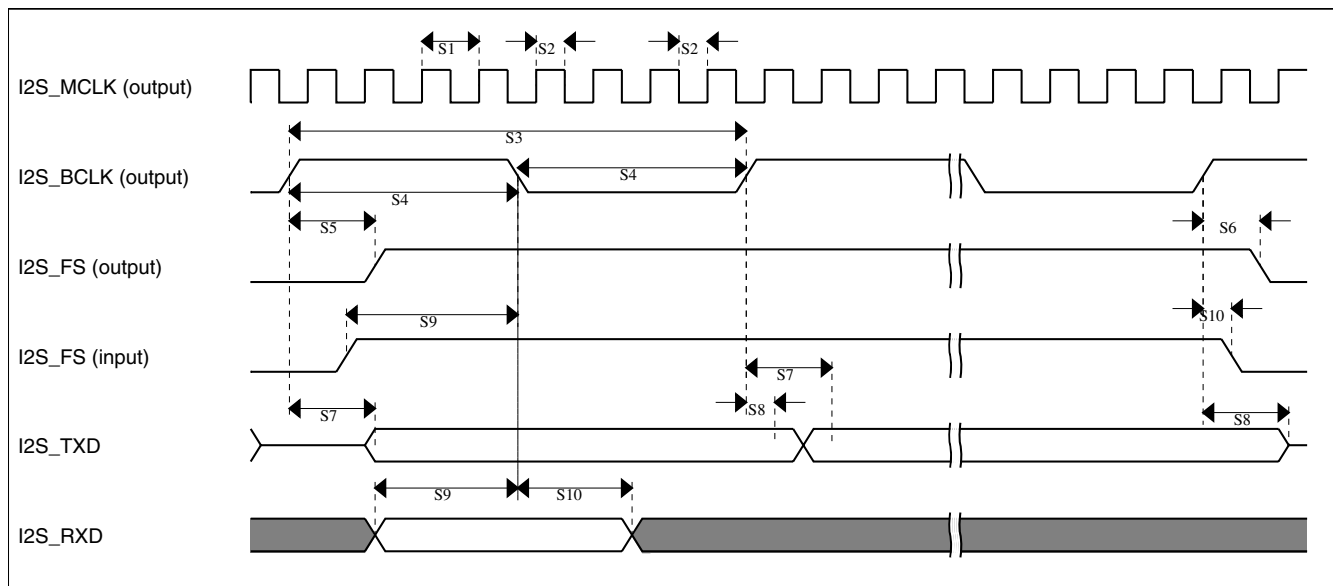 S1 S2 S2
I2S_MCLK (output)
S3
I2S_BCLK (output)
S4
S4
S5 S6
I2S_FS (output)
S9 S10
I2S_FS (input)
S7
S7 S8 S8
I2S_TXD
S9 S10
I2S_RXD